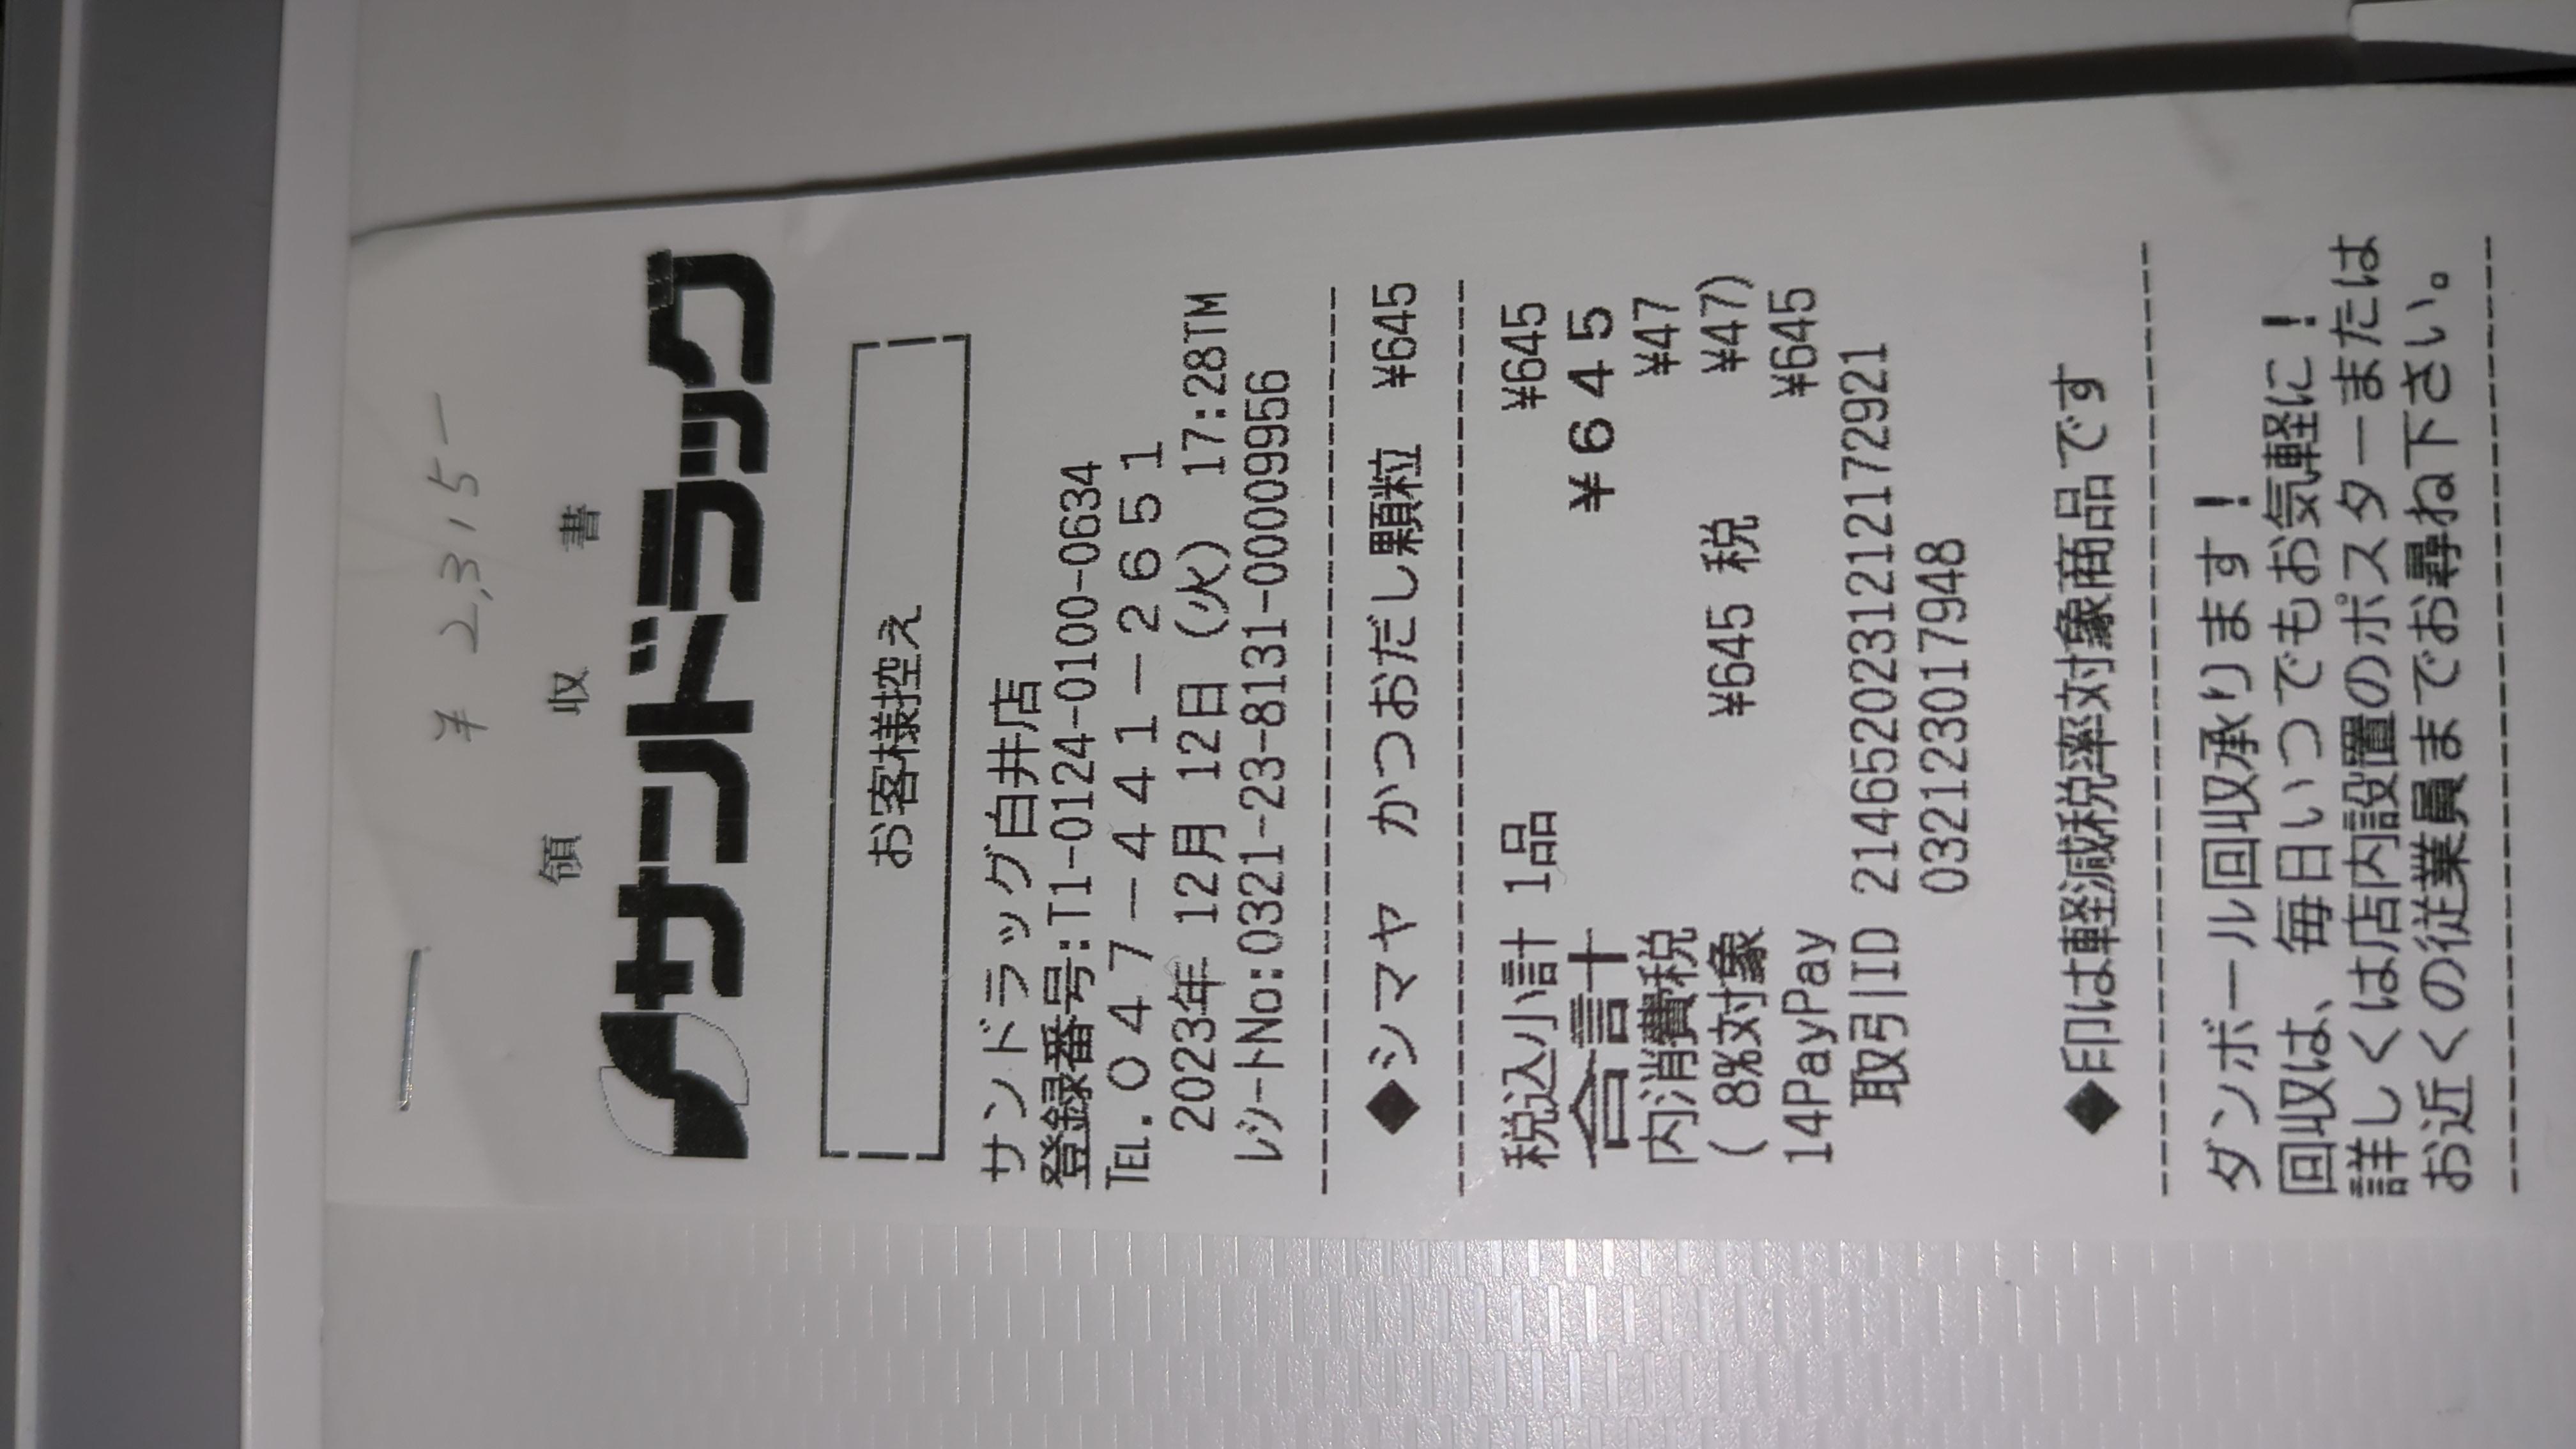 ¥ 2,315-
領収書
サンドラッグ
お客様控え
サンドラッグ白井店
登録番号:T1-0124-0100-0634
TEL.047-441-2651
2023年 12月 12日 (火) 17:28TM
レシートNo:0321-23-8131-00009956
◆シマヤ かつおだし顆粒 ¥645
税込小計 1品 ¥645
合計 ¥645
内消費税 ¥47
( 8%対象 ¥645 税 ¥47)
14PayPay ¥645
取引ID 2146520231212172921
032123017948
◆印は軽減税率対象商品です
ダンボール回収承ります!
回収は、毎日いつでもお気軽に!
詳しくは店内設置のポスターまたは
お近くの従業員までお尋ね下さい。